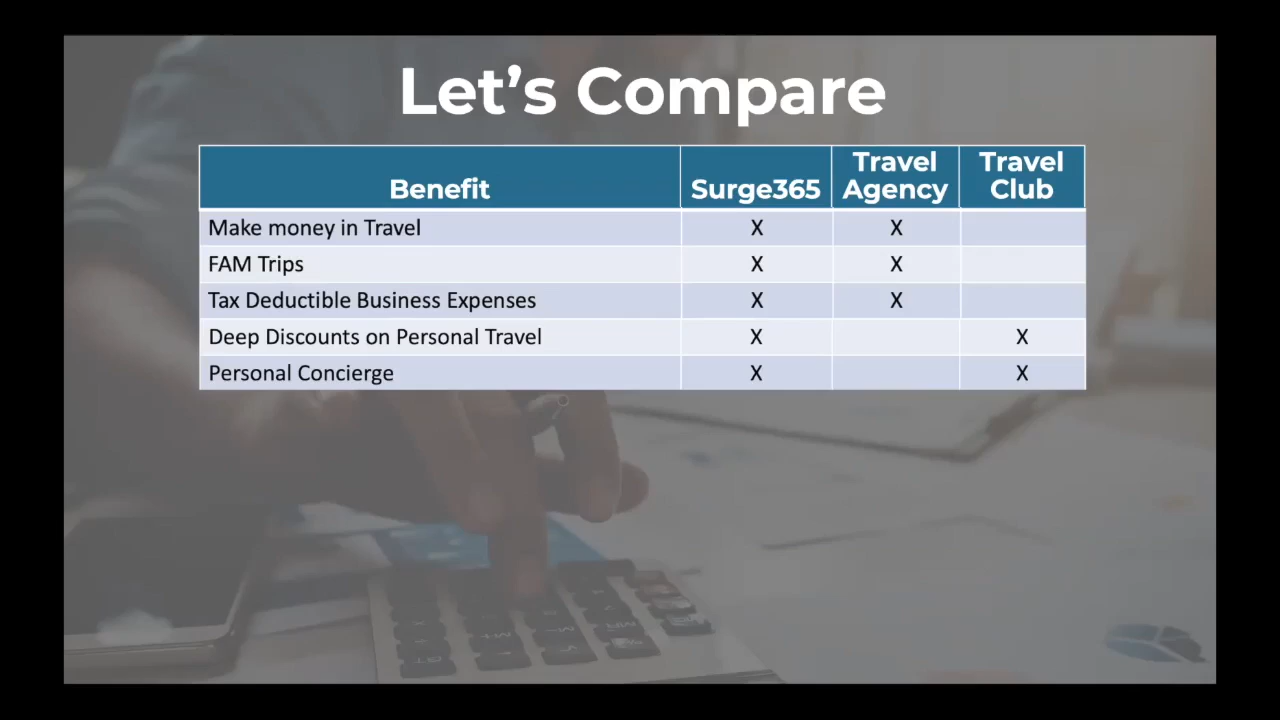 Let's Compare
Benefit Surge365 Travel Agency Travel Club
Make money in Travel X X
FAM Trips X X
Tax Deductible Business Expenses X X
Deep Discounts on Personal Travel X X
Personal Concierge X X